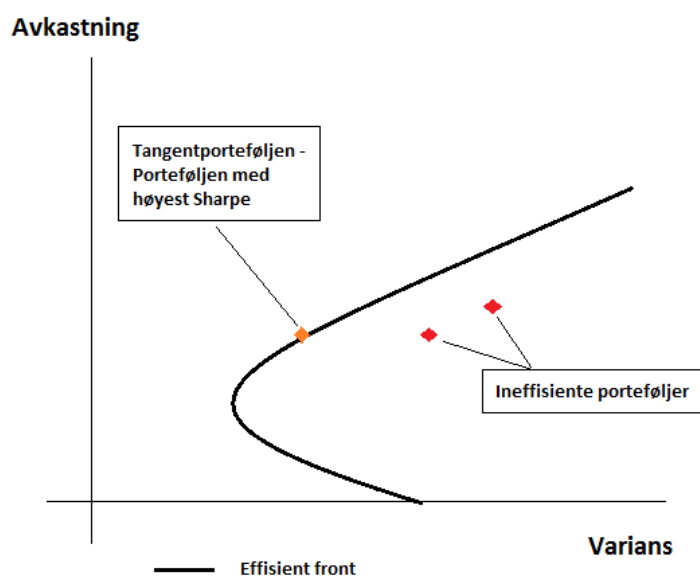 Avkastning
Tangentporteføljen -
Porteføljen med
høyest Sharpe
Ineffisiente porteføljer
Varians
Effisient front